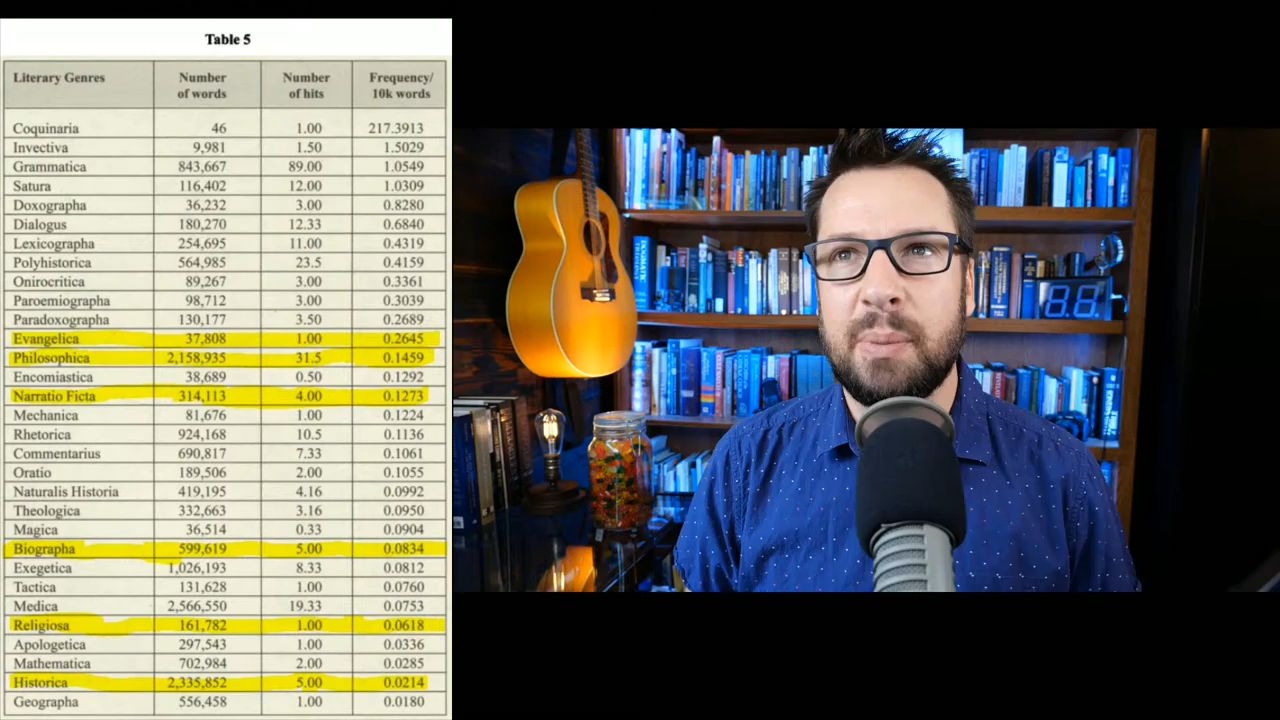 Table 5
Literary Genres Number of words Number of hits Frequency/ 10k words
Coquinaria 46 1.00 217.3913
Invectiva 9,981 1.50 1.5029
Grammatica 843,667 89.00 1.0549
Satura 116,402 12.00 1.0309
Doxographa 36,232 3.00 0.8280
Dialogus 180,270 12.33 0.6840
Lexicographa 254,695 11.00 0.4319
Polyhistorica 564,985 23.5 0.4159
Onirocritica 89,267 3.00 0.3361
Paroemiographa 98,712 3.00 0.3039
Paradoxographa 130,177 3.50 0.2689
Evangelica 37,808 1.00 0.2645
Philosophica 2,158,935 31.5 0.1459
Encomiastica 38,689 0.50 0.1292
Narratio Ficta 314,113 4.00 0.1273
Mechanica 81,676 1.00 0.1224
Rhetorica 924,168 10.5 0.1136
Commentarius 690,817 7.33 0.1061
Oratio 189,506 2.00 0.1055
Naturalis Historia 419,195 4.16 0.0992
Theologica 332,663 3.16 0.0950
Magica 36,514 0.33 0.0904
Biographa 599,619 5.00 0.0834
Exegetica 1,026,193 8.33 0.0812
Tactica 131,628 1.00 0.0760
Medica 2,566,550 19.33 0.0753
Religiosa 161,782 1.00 0.0618
Apologetica 297,543 1.00 0.0336
Mathematica 702,984 2.00 0.0285
Historica 2,335,852 5.00 0.0214
Geographa 556,458 1.00 0.0180